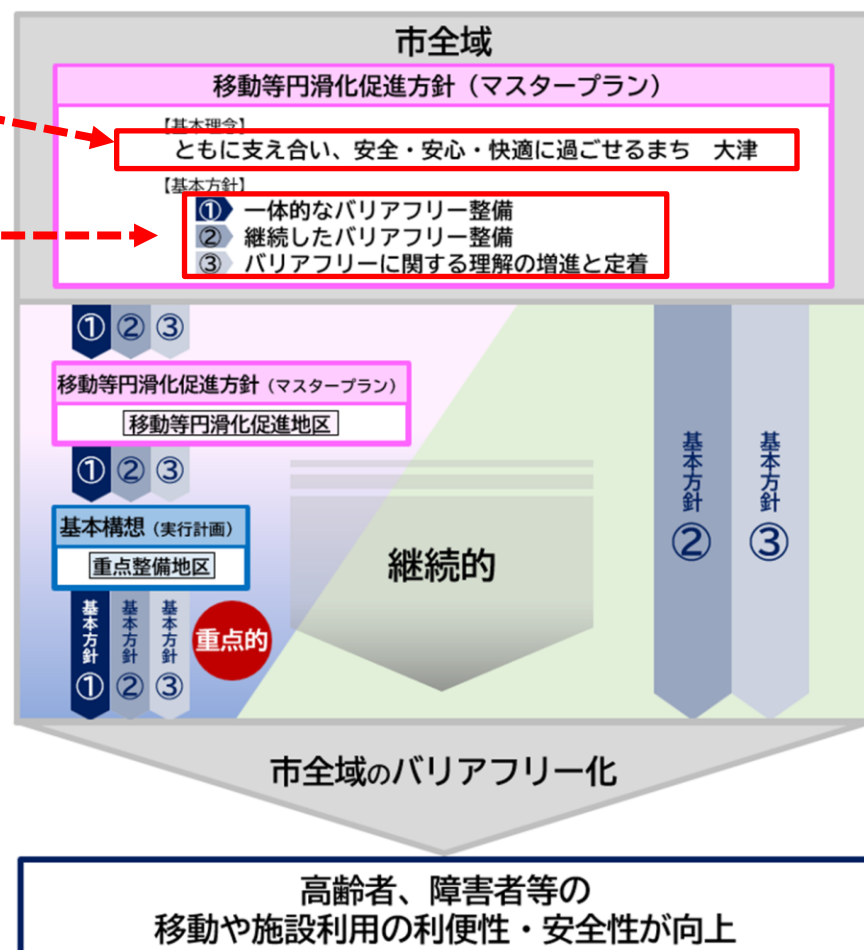 市全域
移動等円滑化促進方針（マスタープラン）
【基本理念】
ともに支え合い、安全・安心・快適に過ごせるまち　大津
【基本方針】
① 一体的なバリアフリー整備
② 継続したバリアフリー整備
③ バリアフリーに関する理解の増進と定着
① ② ③
移動等円滑化促進方針（マスタープラン）
移動等円滑化促進地区
① ② ③
基本構想（実行計画）
重点整備地区
基本方針①
基本方針②
基本方針③
重点的
継続的
基本方針②
基本方針③
市全域のバリアフリー化
高齢者、障害者等の
移動や施設利用の利便性・安全性が向上